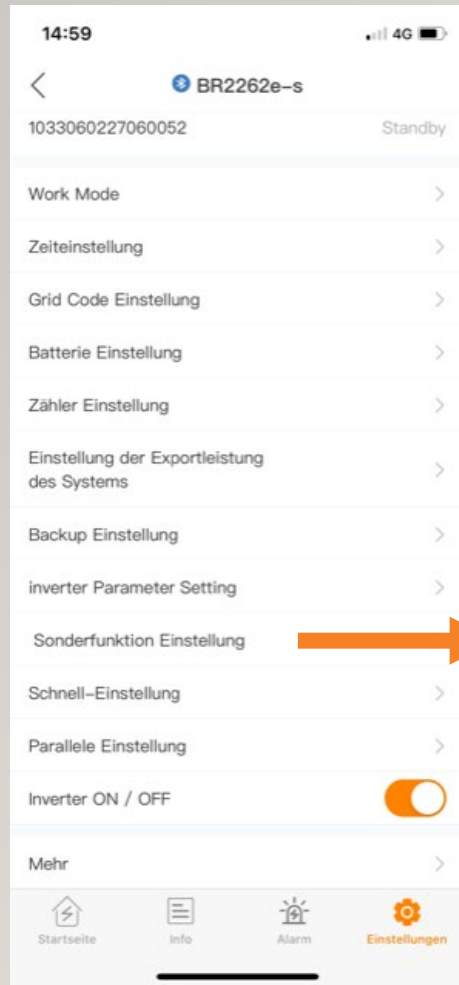 14:59
4G
BR2262e-s
1033060227060052 Standby
Work Mode
Zeiteinstellung
Grid Code Einstellung
Batterie Einstellung
Zähler Einstellung
Einstellung der Exportleistung
des Systems
Backup Einstellung
inverter Parameter Setting
Sonderfunktion Einstellung
Schnell-Einstellung
Parallele Einstellung
Inverter ON / OFF
Mehr
Startseite Info Alarm Einstellungen